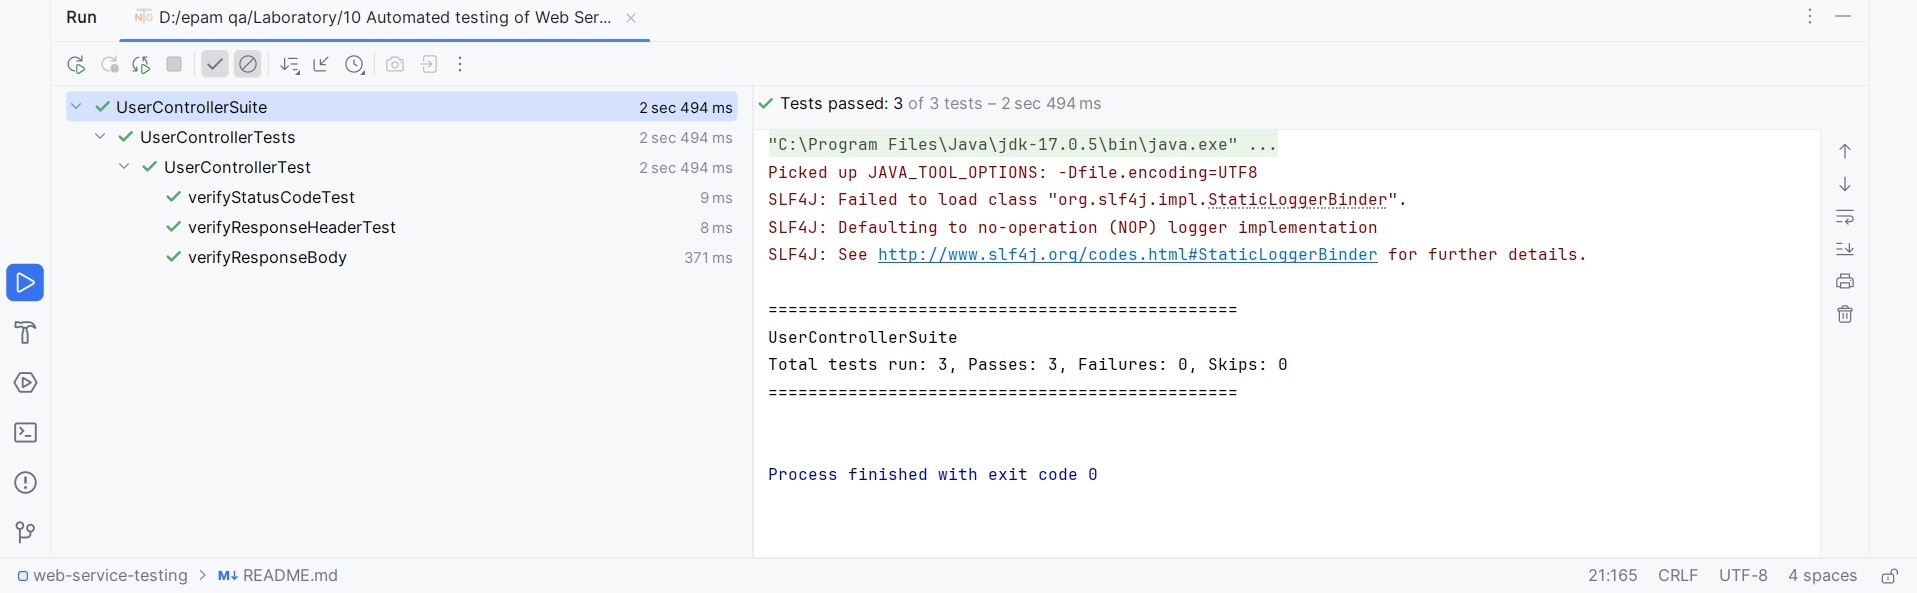 Run D:/epam qa/Laboratory/10 Automated testing of Web Ser...
UserControllerSuite 2 sec 494 ms
UserControllerTests 2 sec 494 ms
UserControllerTest 2 sec 494 ms
verifyStatusCodeTest 9 ms
verifyResponseHeaderTest 8 ms
verifyResponseBody 371 ms
Tests passed: 3 of 3 tests – 2 sec 494 ms
"C:\Program Files\Java\jdk-17.0.5\bin\java.exe" ...
Picked up JAVA_TOOL_OPTIONS: -Dfile.encoding=UTF8
SLF4J: Failed to load class "org.slf4j.impl.StaticLoggerBinder".
SLF4J: Defaulting to no-operation (NOP) logger implementation
SLF4J: See http://www.slf4j.org/codes.html#StaticLoggerBinder for further details.
===============================================
UserControllerSuite
Total tests run: 3, Passes: 3, Failures: 0, Skips: 0
===============================================
Process finished with exit code 0
web-service-testing > M↓ README.md 21:165 CRLF UTF-8 4 spaces